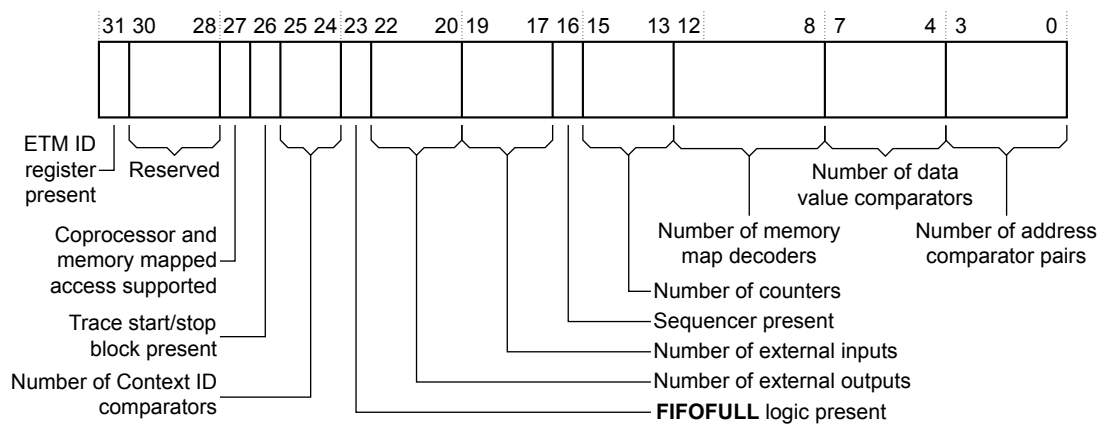 31 30 28 27 26 25 24 23 22 20 19 17 16 15 13 12 8 7 4 3 0
ETM ID
register
present
Reserved
Number of data
value comparators
Coprocessor and
memory mapped
access supported
Number of memory
map decoders
Number of address
comparator pairs
Number of counters
Trace start/stop
block present
Sequencer present
Number of external inputs
Number of Context ID
comparators
Number of external outputs
FIFOFULL logic present